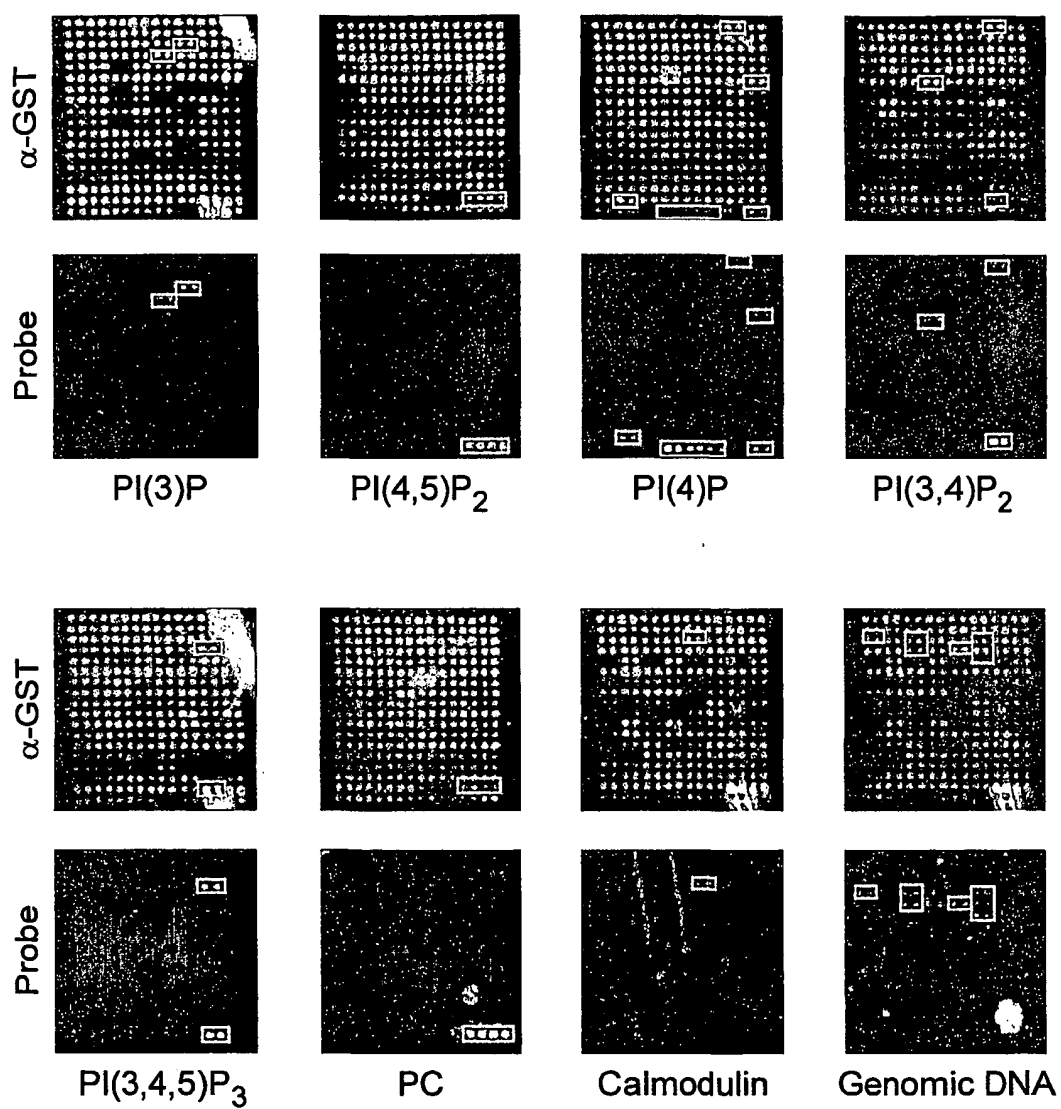 α-GST
Probe
PI(3)P PI(4,5)P₂ PI(4)P PI(3,4)P₂
α-GST
Probe
PI(3,4,5)P₃ PC Calmodulin Genomic DNA